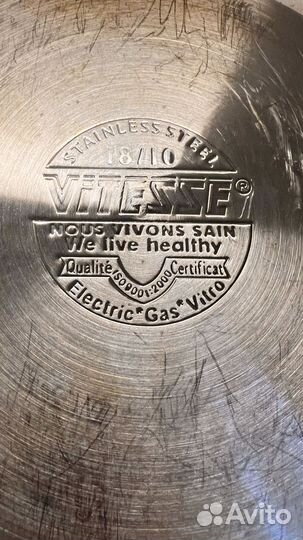 STAINLESS STEEL
18/10
ViTESSE®
NOUS VIVONS SAIN
We live healthy
Qualité ISO9001:2000 Certificat
Electric*Gas*Vitro
Avito